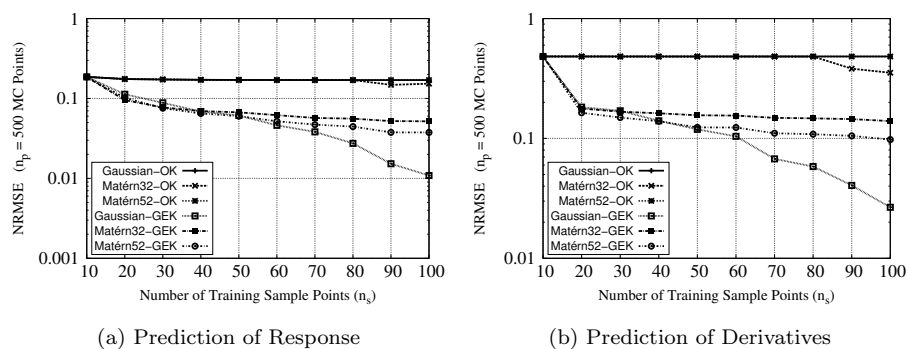 1
0.1
0.01
0.001
NRMSE (n_p = 500 MC Points)
Gaussian-OK
Matérn32-OK
Matérn52-OK
Gaussian-GEK
Matérn32-GEK
Matérn52-GEK
10 20 30 40 50 60 70 80 90 100
Number of Training Sample Points (n_s)
(a) Prediction of Response
1
0.1
0.01
NRMSE (n_p = 500 MC Points)
Gaussian-OK
Matérn32-OK
Matérn52-OK
Gaussian-GEK
Matérn32-GEK
Matérn52-GEK
10 20 30 40 50 60 70 80 90 100
Number of Training Sample Points (n_s)
(b) Prediction of Derivatives